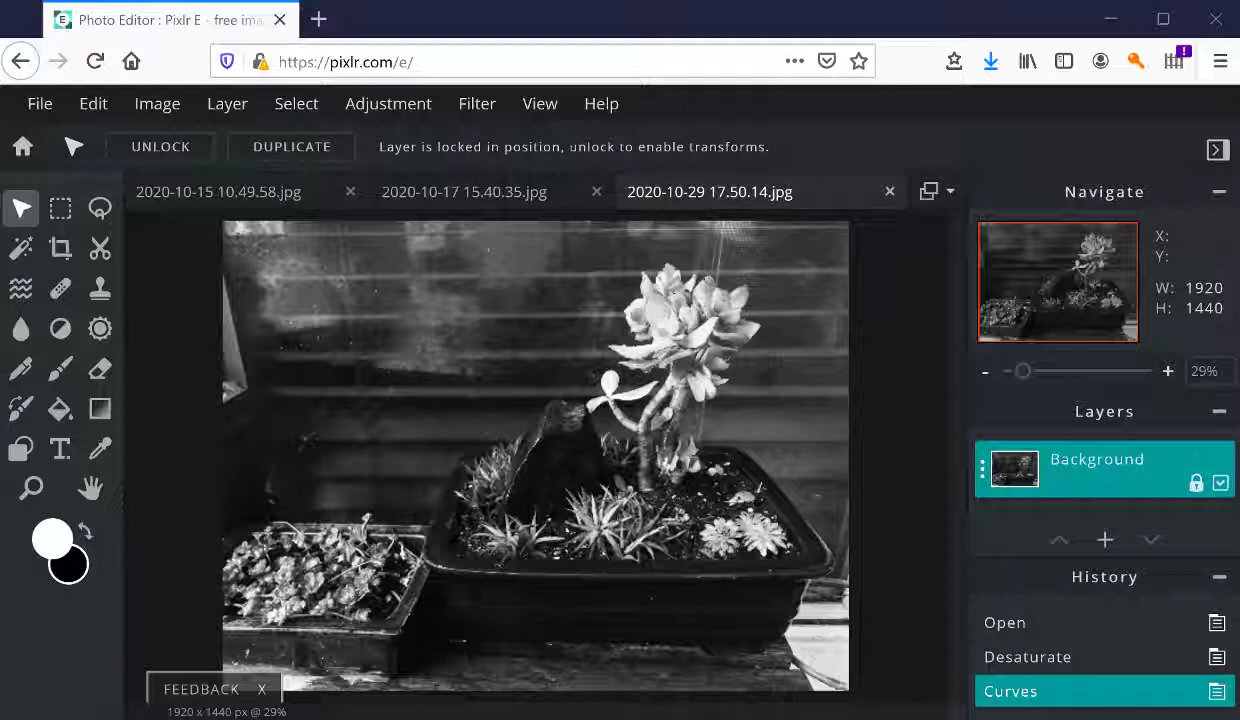 Photo Editor : Pixlr E - free ima
https://pixlr.com/e/
File Edit Image Layer Select Adjustment Filter View Help
UNLOCK DUPLICATE Layer is locked in position, unlock to enable transforms.
2020-10-15 10.49.58.jpg 2020-10-17 15.40.35.jpg 2020-10-29 17.50.14.jpg
Navigate
X:
Y:
W: 1920
H: 1440
- + 29%
Layers
Background
History
Open
Desaturate
Curves
T.
FEEDBACK X
1920 x 1440 px @ 29%